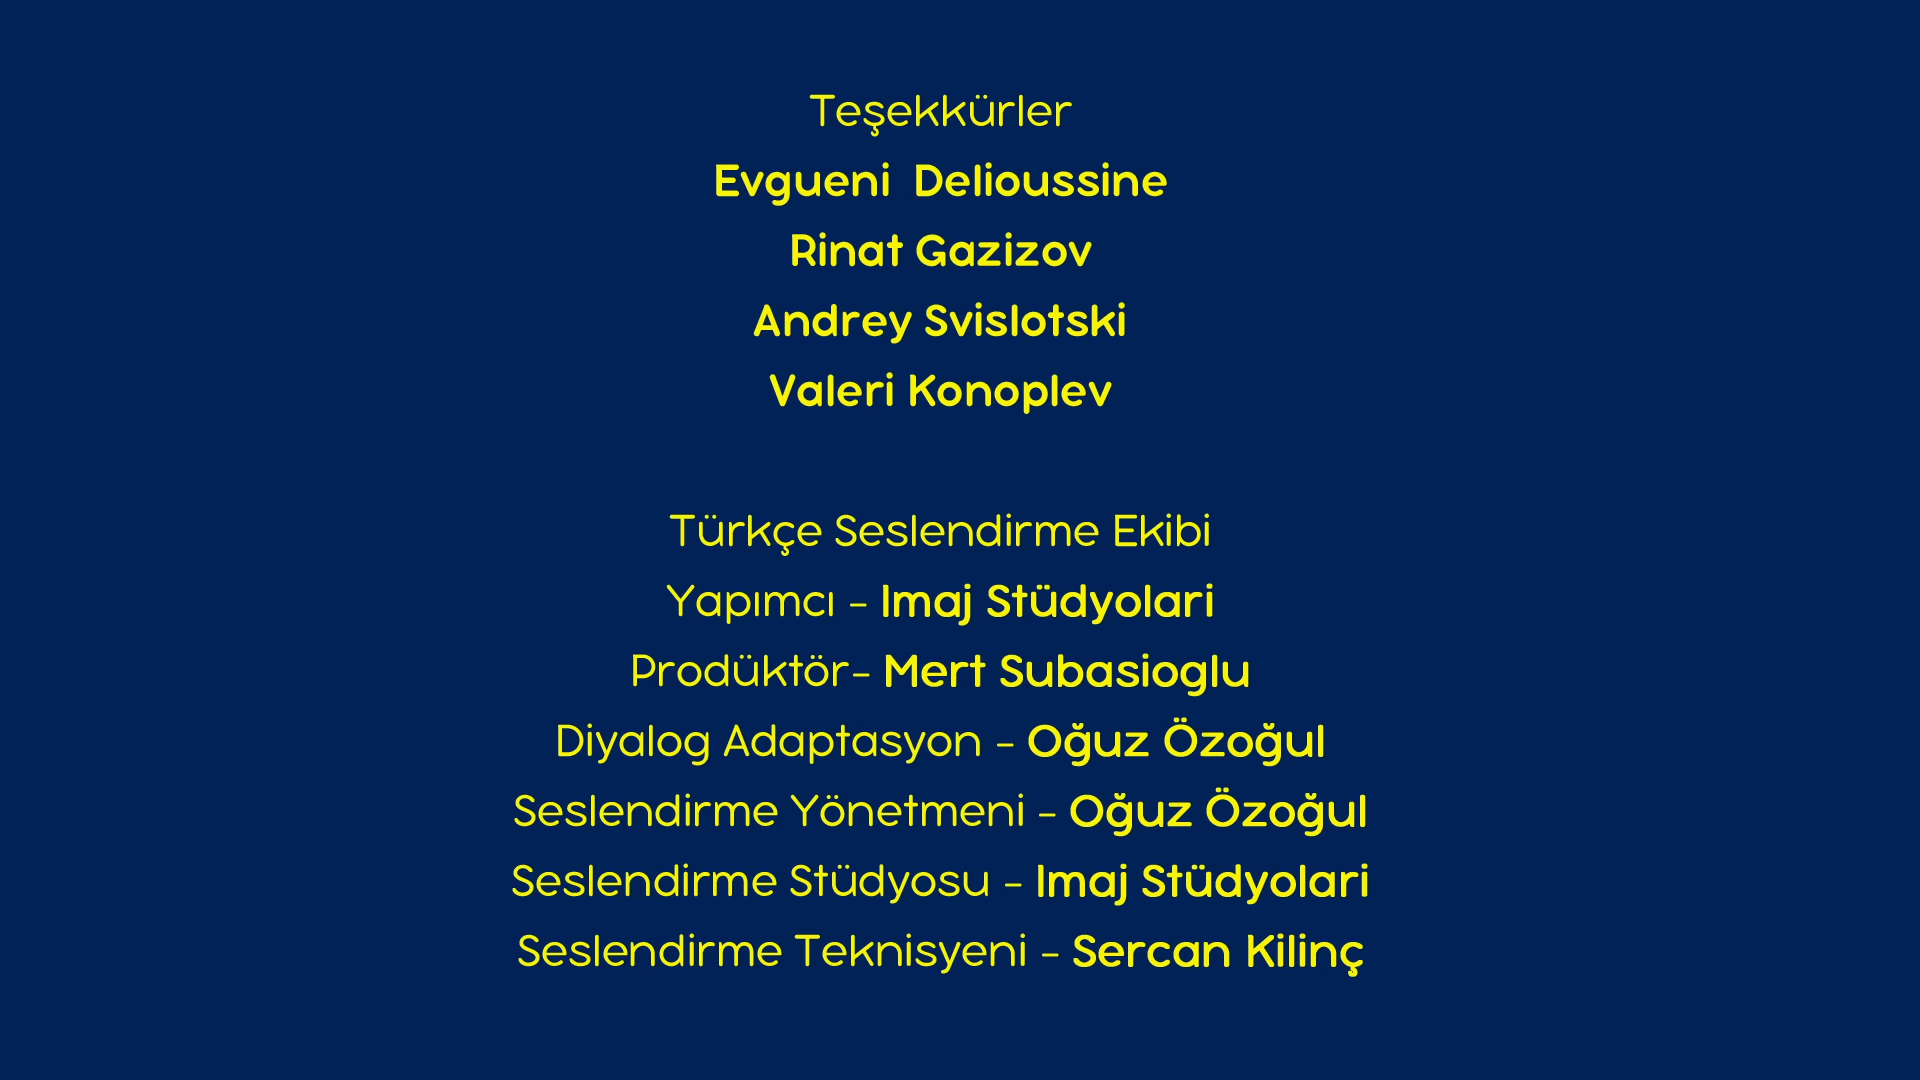 Teşekkürler
Evgueni  Delioussine
Rinat Gazizov
Andrey Svislotski
Valeri Konoplev
Türkçe Seslendirme Ekibi
Yapımcı - Imaj Stüdyolari
Prodüktör- Mert Subasioglu
Diyalog Adaptasyon - Oğuz Özoğul
Seslendirme Yönetmeni - Oğuz Özoğul
Seslendirme Stüdyosu - Imaj Stüdyolari
Seslendirme Teknisyeni - Sercan Kilinç